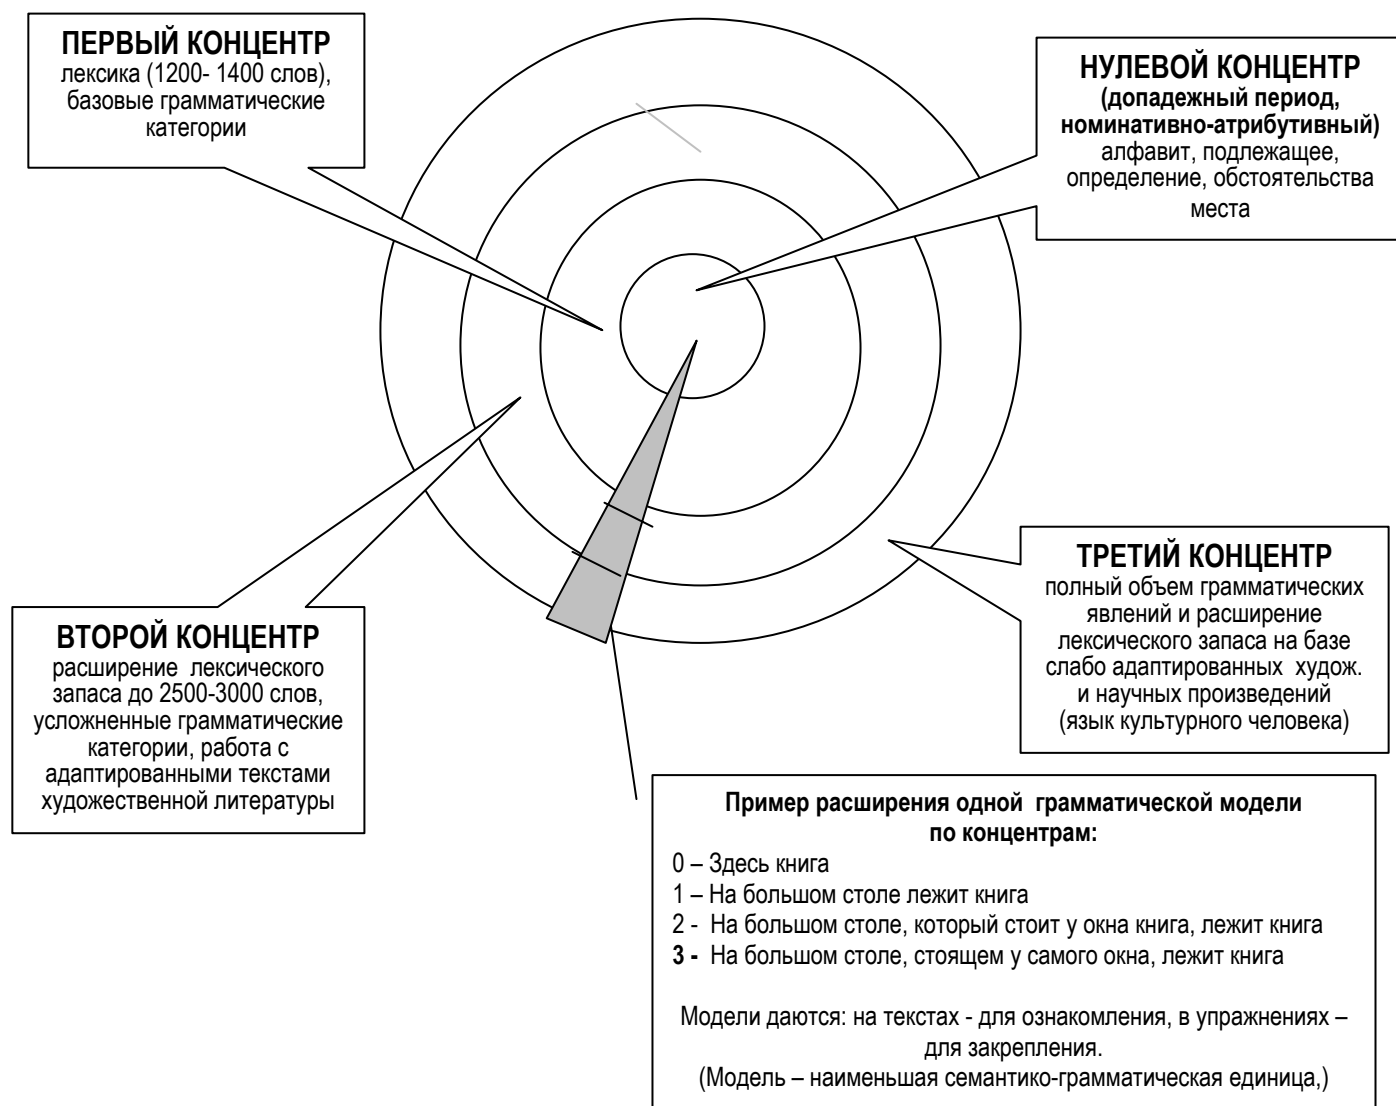 ПЕРВЫЙ КОНЦЕНТР
лексика (1200- 1400 слов),
базовые грамматические
категории
НУЛЕВОЙ КОНЦЕНТР
(допадежный период,
номинативно-атрибутивный)
алфавит, подлежащее,
определение, обстоятельства
места
ВТОРОЙ КОНЦЕНТР
расширение лексического
запаса до 2500-3000 слов,
усложненные грамматические
категории, работа с
адаптированными текстами
художественной литературы
ТРЕТИЙ КОНЦЕНТР
полный объем грамматических
явлений и расширение
лексического запаса на базе
слабо адаптированных худож.
и научных произведений
(язык культурного человека)
Пример расширения одной грамматической модели
по концентрам:
0 – Здесь книга
1 – На большом столе лежит книга
2 - На большом столе, который стоит у окна книга, лежит книга
3 - На большом столе, стоящем у самого окна, лежит книга
Модели даются: на текстах - для ознакомления, в упражнениях –
для закрепления.
(Модель – наименьшая семантико-грамматическая единица,)